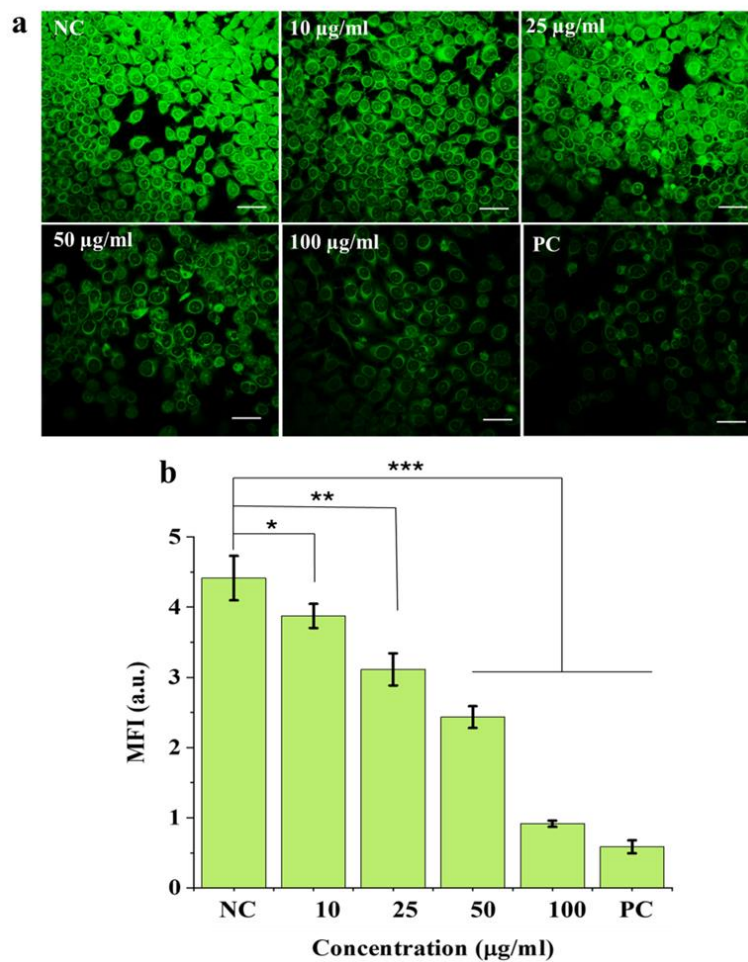 a
NC
10 µg/ml
25 µg/ml
50 µg/ml
100 µg/ml
PC
b
***
**
*
5
4
3
2
1
0
MFI (a.u.)
NC 10 25 50 100 PC
Concentration (µg/ml)